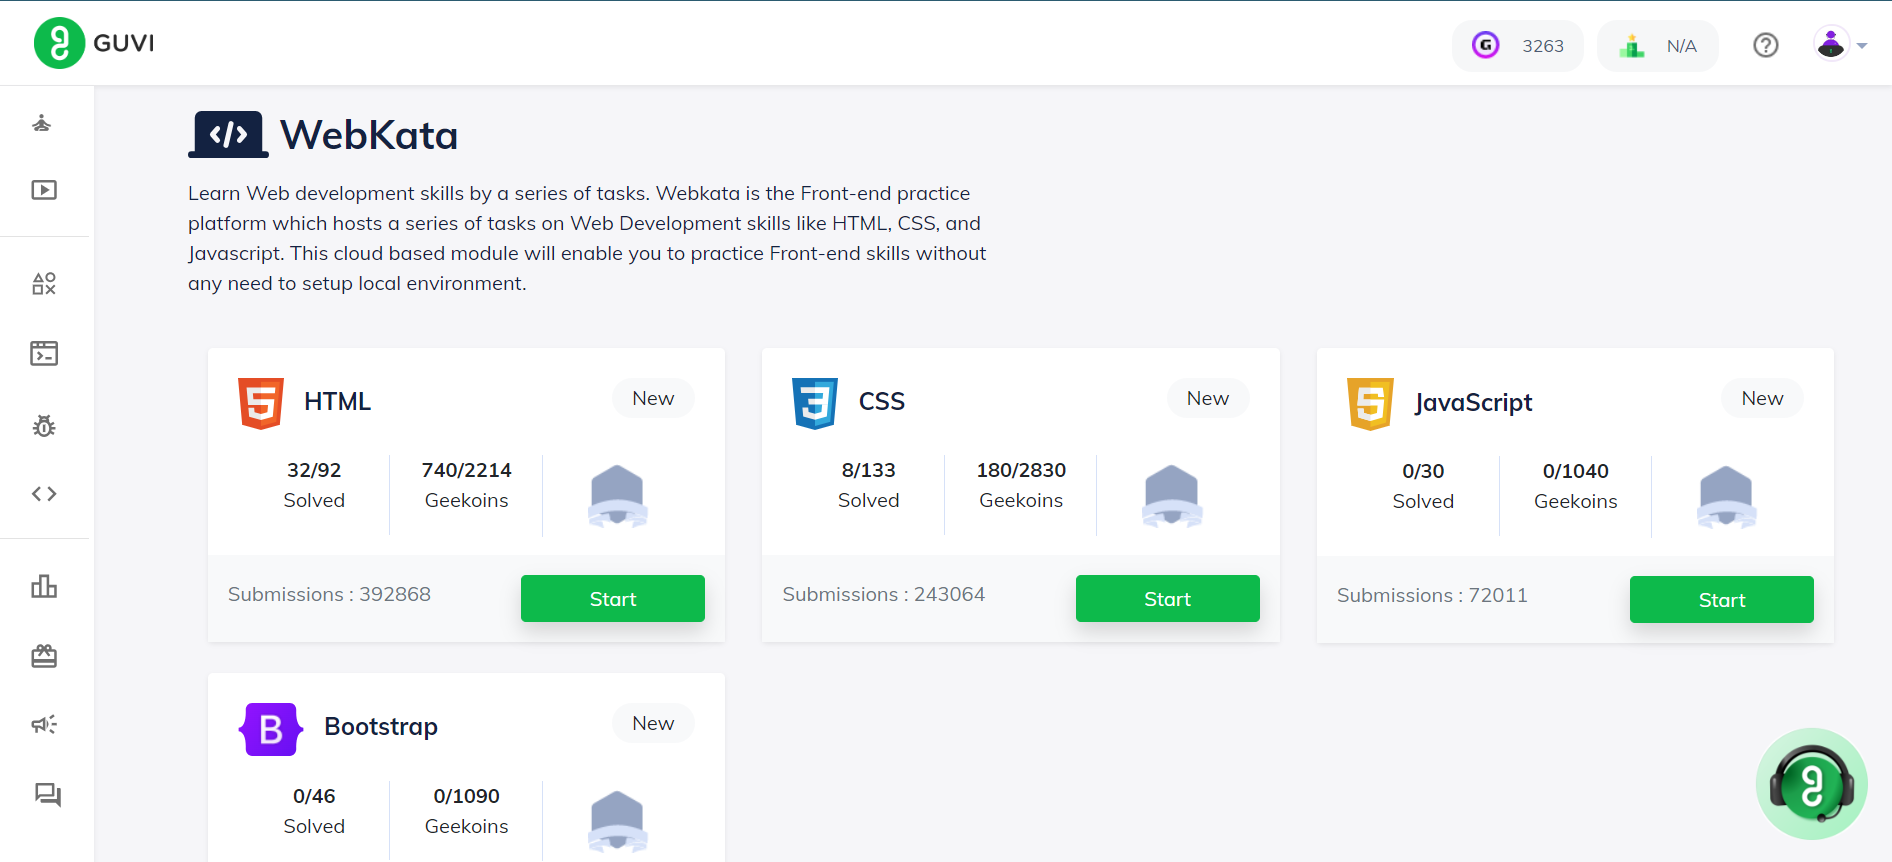 GUVI
3263
N/A
WebKata
Learn Web development skills by a series of tasks. Webkata is the Front-end practice
platform which hosts a series of tasks on Web Development skills like HTML, CSS, and
Javascript. This cloud based module will enable you to practice Front-end skills without
any need to setup local environment.
HTML
New
32/92
Solved
740/2214
Geekoins
Submissions : 392868
Start
CSS
New
8/133
Solved
180/2830
Geekoins
Submissions : 243064
Start
JavaScript
New
0/30
Solved
0/1040
Geekoins
Submissions : 72011
Start
B
Bootstrap
New
0/46
Solved
0/1090
Geekoins